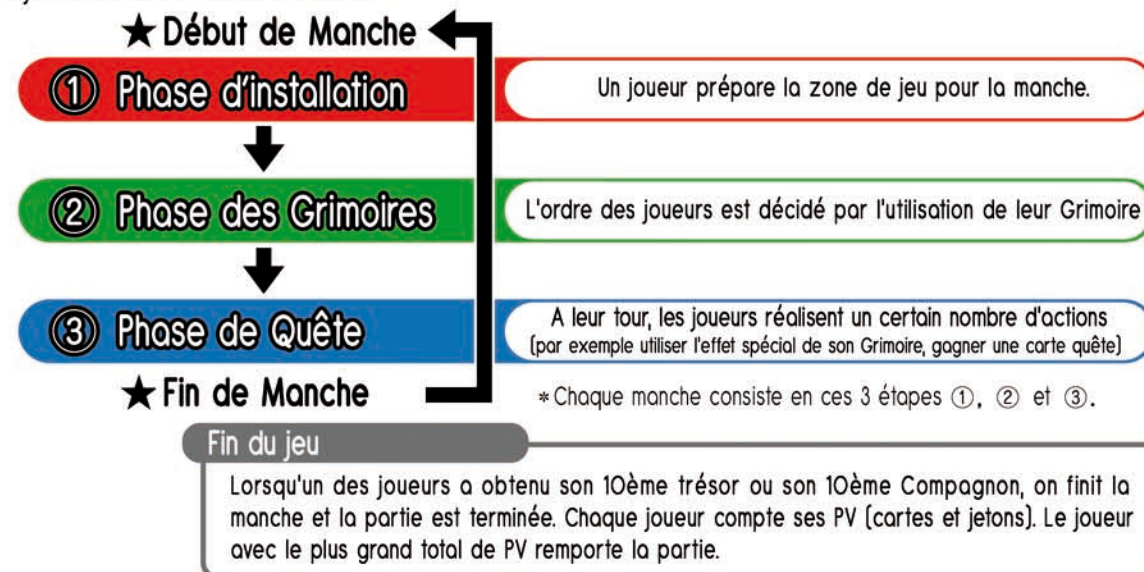 ★ Début de Manche
① Phase d'installation
Un joueur prépare la zone de jeu pour la manche.
② Phase des Grimoires
L'ordre des joueurs est décidé par l'utilisation de leur Grimoire
③ Phase de Quête
A leur tour, les joueurs réalisent un certain nombre d'actions
(par exemple utiliser l'effet spécial de son Grimoire, gagner une carte quête)
★ Fin de Manche
* Chaque manche consiste en ces 3 étapes ①, ② et ③.
Fin du jeu
Lorsqu'un des joueurs a obtenu son 10ème trésor ou son 10ème Compagnon, on finit la
manche et la partie est terminée. Chaque joueur compte ses PV (cartes et jetons). Le joueur
avec le plus grand total de PV remporte la partie.